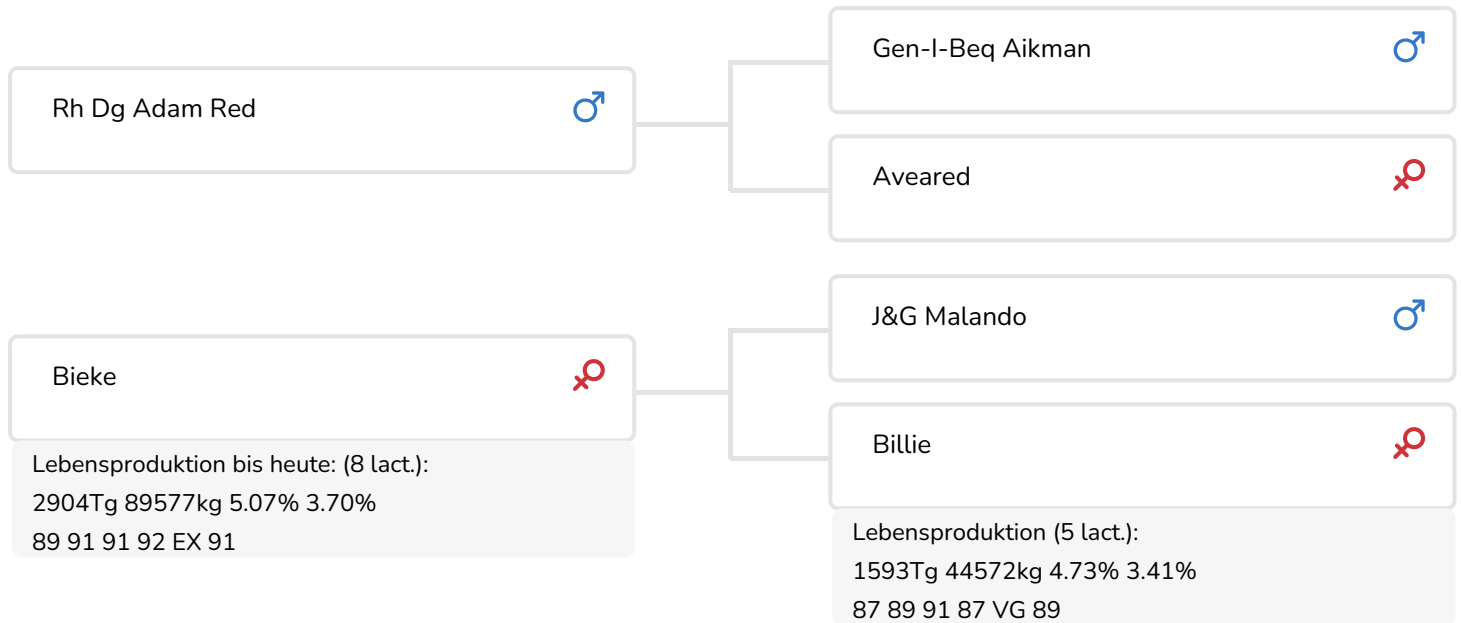 Gen-I-Beq Aikman
Rh Dg Adam Red
Aveared
J&G Malando
Bieke
Billie
Lebensproduktion bis heute: (8 lact.):
2904Tg 89577kg 5.07% 3.70%
89 91 91 92 EX 91
Lebensproduktion (5 lact.):
1593Tg 44572kg 4.73% 3.41%
87 89 91 87 VG 89